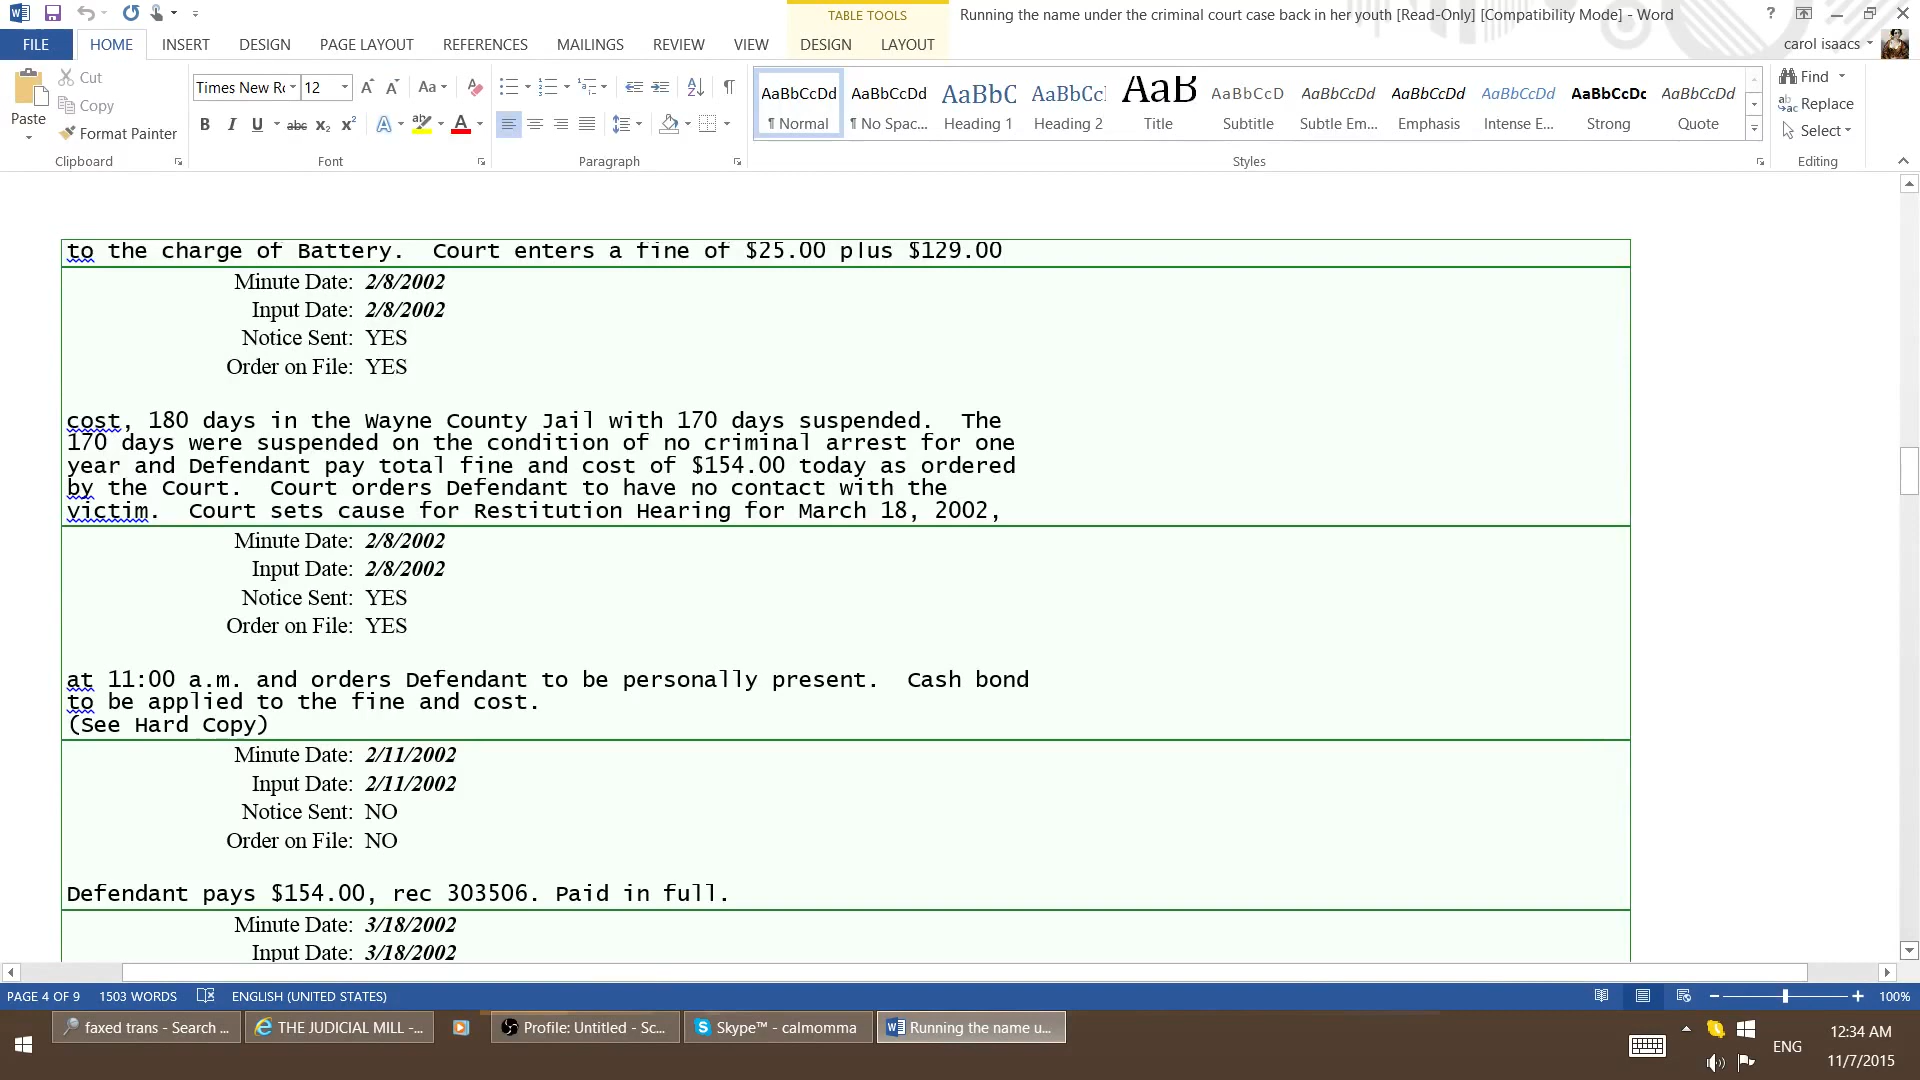 TABLE TOOLS
Running the name under the criminal court case back in her youth [Read-Only] [Compatibility Mode] - Word
FILE HOME INSERT DESIGN PAGE LAYOUT REFERENCES MAILINGS REVIEW VIEW DESIGN LAYOUT carol isaacs
Paste
Cut
Copy
Format Painter
Clipboard
Times New Rc 12
Font
Paragraph
AaBbCcDd AaBbCcDd AaBbC AaBbCcl AaB AaBbCcD AaBbCcDd AaBbCcDd AaBbCcDd AaBbCcDc AaBbCcDd
¶ Normal ¶ No Spac... Heading 1 Heading 2 Title Subtitle Subtle Em... Emphasis Intense E... Strong Quote
Styles
Find
Replace
Select
Editing
to the charge of Battery. Court enters a fine of $25.00 plus $129.00
Minute Date: 2/8/2002
Input Date: 2/8/2002
Notice Sent: YES
Order on File: YES
cost, 180 days in the Wayne County Jail with 170 days suspended. The
170 days were suspended on the condition of no criminal arrest for one
year and Defendant pay total fine and cost of $154.00 today as ordered
by the Court. Court orders Defendant to have no contact with the
victim. Court sets cause for Restitution Hearing for March 18, 2002,
Minute Date: 2/8/2002
Input Date: 2/8/2002
Notice Sent: YES
Order on File: YES
at 11:00 a.m. and orders Defendant to be personally present. Cash bond
to be applied to the fine and cost.
(See Hard Copy)
Minute Date: 2/11/2002
Input Date: 2/11/2002
Notice Sent: NO
Order on File: NO
Defendant pays $154.00, rec 303506. Paid in full.
Minute Date: 3/18/2002
Input Date: 3/18/2002
PAGE 4 OF 9 1503 WORDS ENGLISH (UNITED STATES) 100%
faxed trans - Search ... THE JUDICIAL MILL -... Profile: Untitled - Sc... Skype™ - calmomma Running the name u...
ENG
12:34 AM
11/7/2015